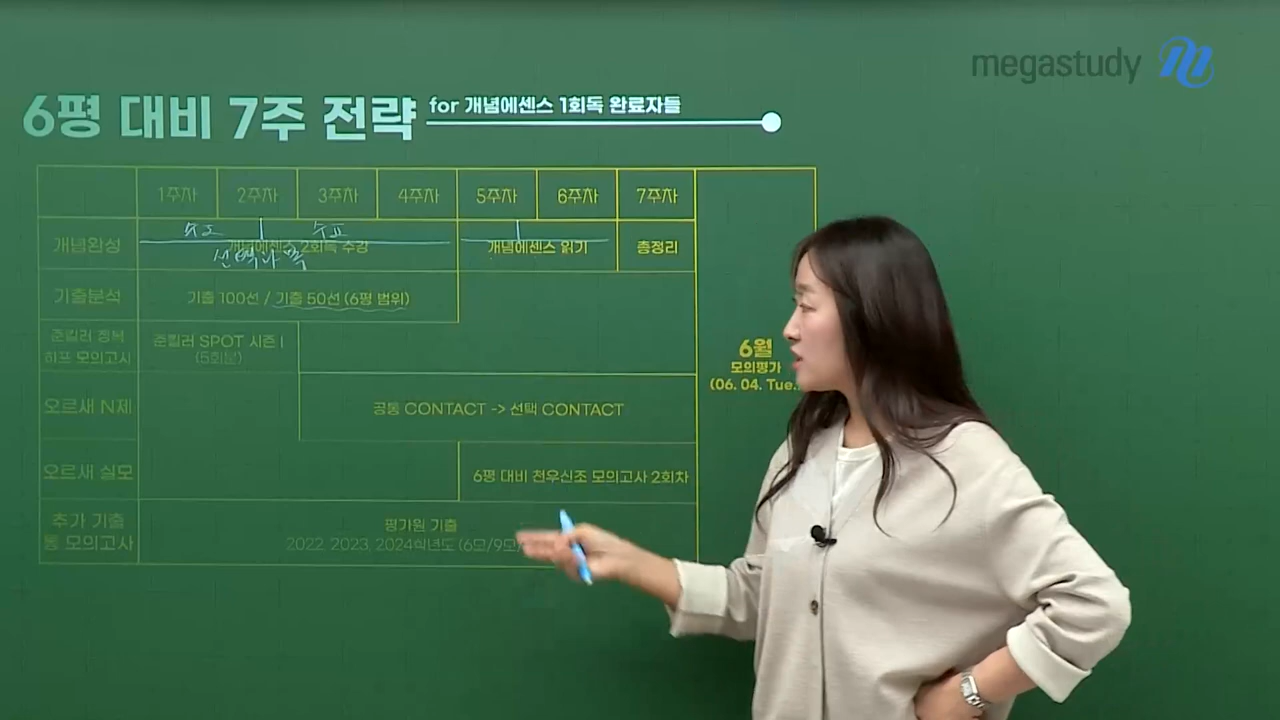 megastudy
6평 대비 7주 전략 for 개념에센스 1회독 완료자들
1주차 2주차 3주차 4주차 5주차 6주차 7주차
수1 수2
개념완성 개념에센스 2회독 수강 개념에센스 읽기 총정리
선택과목
기출분석 기출 100선 / 기출 50선 (6평 범위)
준킬러 정복 준킬러 SPOT 시즌 I
하프 모의고사 (5회분)
6월
모의평가
(06. 04. Tue.
오르새 N제 공통 CONTACT -> 선택 CONTACT
오르새 실모 6평 대비 천우신조 모의고사 2회차
추가 기출 평가원 기출
통 모의고사 2022, 2023, 2024학년도 (6모/9모